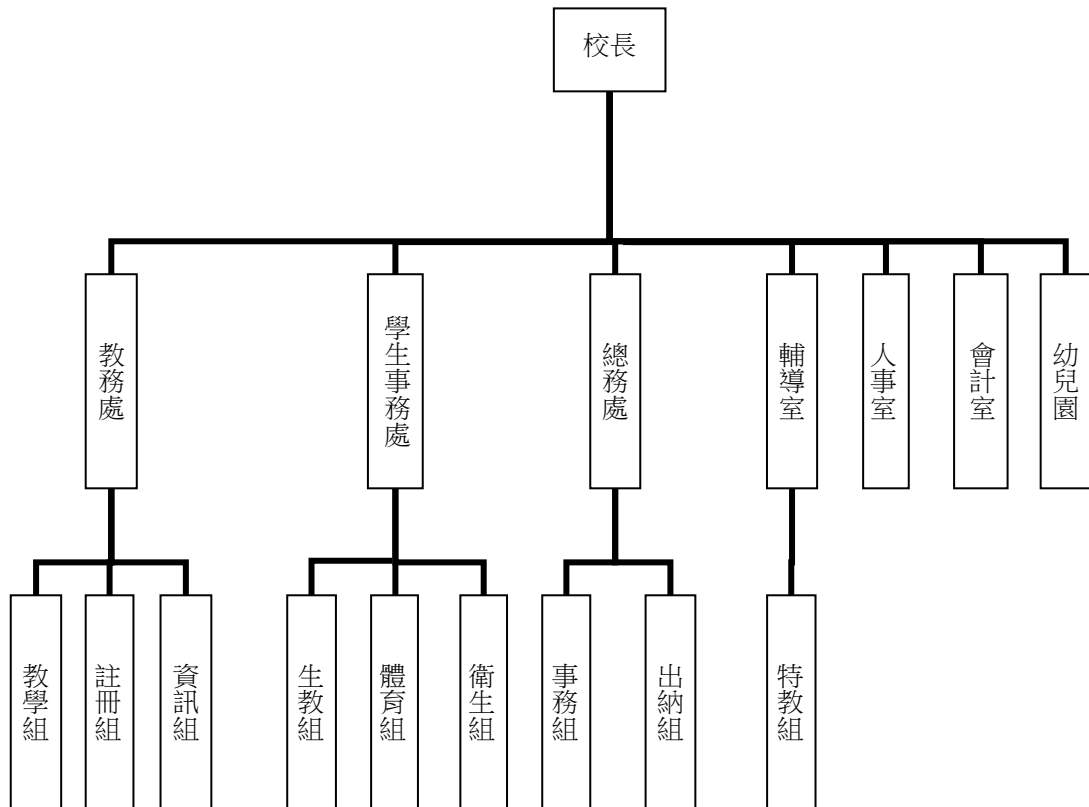 校長
教務處
學生事務處
總務處
輔導室
人事室
會計室
幼兒園
教學組
註冊組
資訊組
生教組
體育組
衛生組
事務組
出納組
特教組